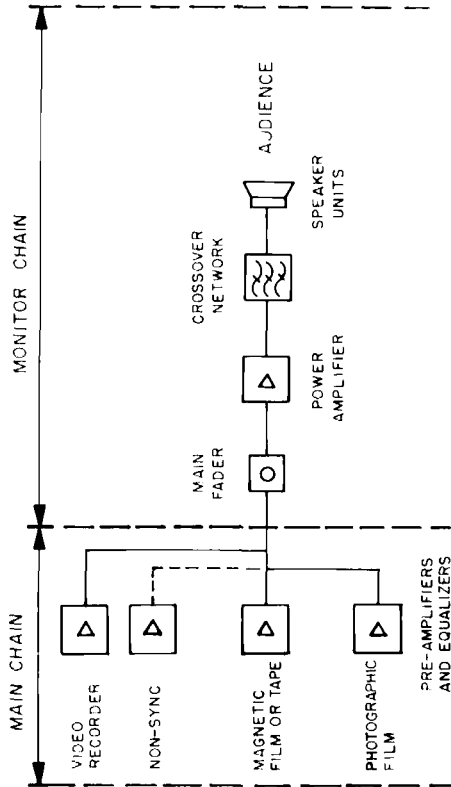 MAIN CHAIN
MONITOR CHAIN
VIDEO
RECORDER
NON-SYNC
MAGNETIC
FILM OR TAPE
PHOTOGRAPHIC
FILM
PRE-AMPLIFIERS
AND EQUALIZERS
MAIN
FADER
POWER
AMPLIFIER
CROSSOVER
NETWORK
SPEAKER
UNITS
AUDIENCE